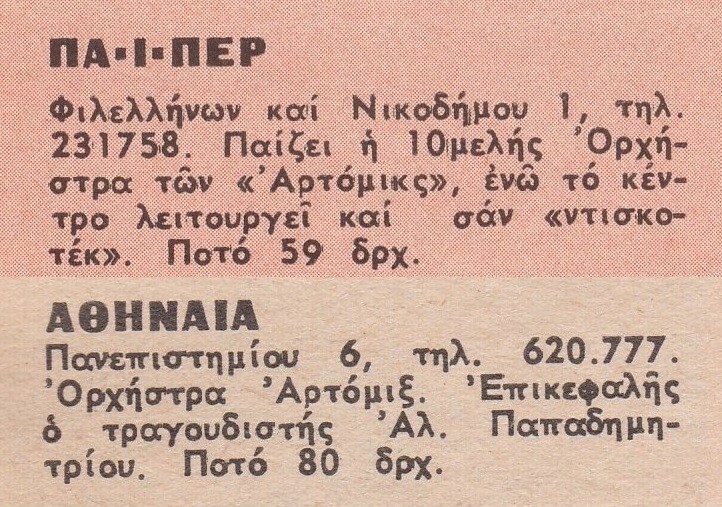 ΠΑ·Ι·ΠΕΡ
Φιλελλήνων καί Νικοδήμου 1, τηλ.
231758. Παίζει ἡ 10μελής Ὀρχή-
στρα τῶν «Ἀρτόμικς», ἐνῶ τό κέν-
τρο λειτουργεῖ καί σάν «ντισκο-
τέκ». Ποτό 59 δρχ.
ΑΘΗΝΑΙΑ
Πανεπιστημίου 6, τηλ. 620.777.
Ὀρχήστρα Ἀρτόμιξ. Ἐπικεφαλῆς
ὁ τραγουδιστής Ἀλ. Παπαδημη-
τρίου. Ποτό 80 δρχ.